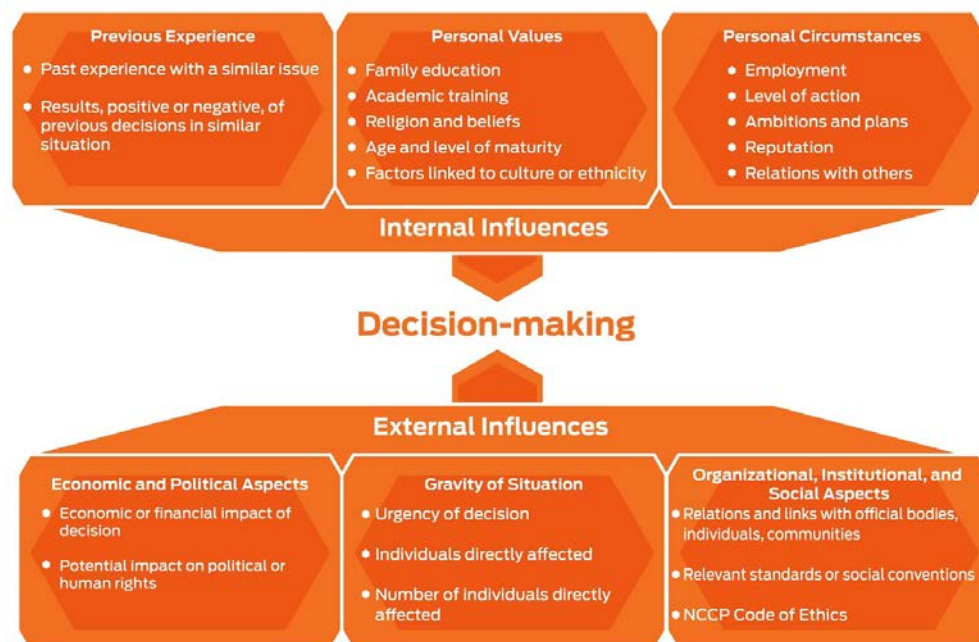 Previous Experience
Past experience with a similar issue
Results, positive or negative, of
previous decisions in similar
situation
Personal Values
Family education
Academic training
Religion and beliefs
Age and level of maturity
Factors linked to culture or ethnicity
Personal Circumstances
Employment
Level of action
Ambitions and plans
Reputation
Relations with others
Internal Influences
Decision-making
External Influences
Economic and Political Aspects
Economic or financial impact of
decision
Potential impact on political or
human rights
Gravity of Situation
Urgency of decision
Individuals directly affected
Number of individuals directly
affected
Organizational, Institutional, and
Social Aspects
Relations and links with official bodies,
individuals, communities
Relevant standards or social conventions
NCCP Code of Ethics